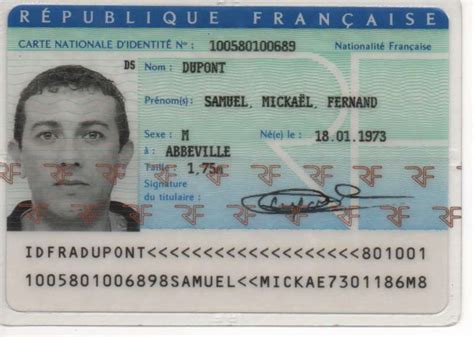 RÉPUBLIQUE FRANÇAISE
CARTE NATIONALE D'IDENTITÉ Nº : 100580100689 Nationalité Française
DS Nom : DUPONT
Prénom(s) : SAMUEL, MICKAËL, FERNAND
Sexe : M Né(e) le : 18.01.1973
à ABBEVILLE
Taille : 1,75m
Signature
du titulaire :
RF RF RF RF RF RF RF RF
IDFRADUPONT<<<<<<<<<<<<<<<<<<<801001
1005801006898SAMUEL<<MICKAE7301186M8